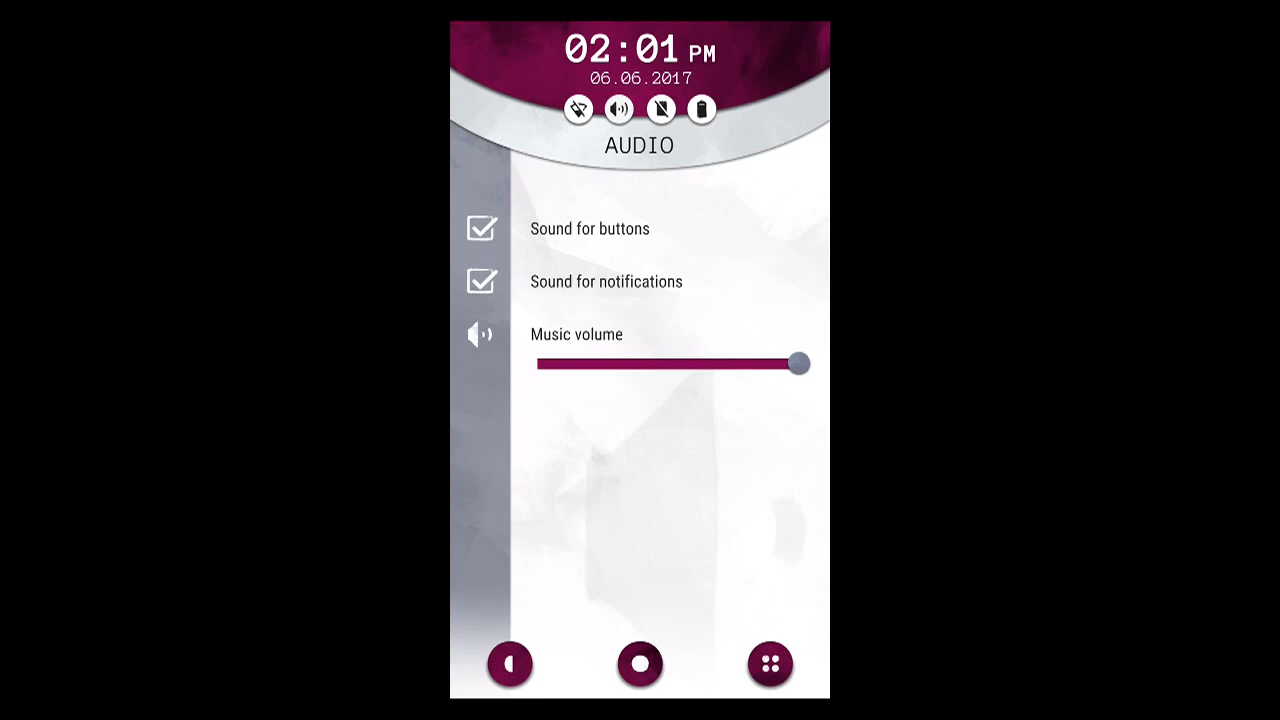 02:01 PM
06.06.2017
AUDIO
Sound for buttons
Sound for notifications
Music volume